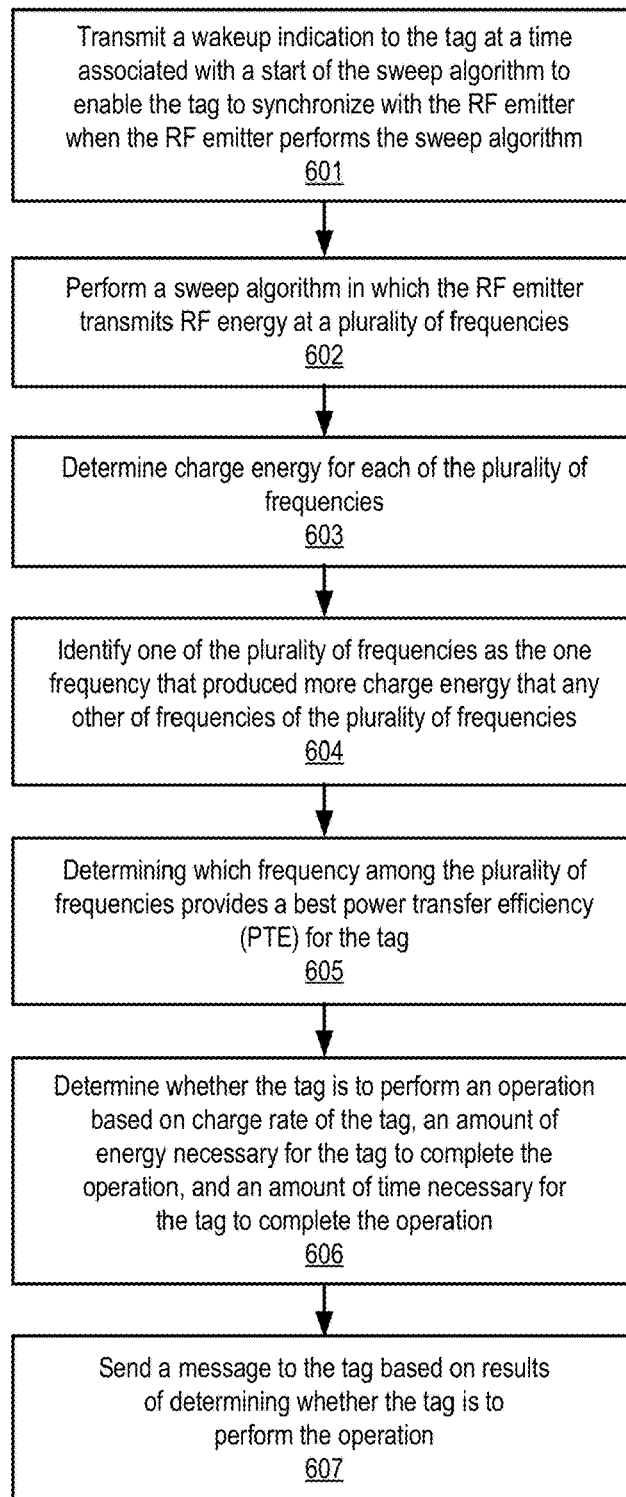 Transmit a wakeup indication to the tag at a time
associated with a start of the sweep algorithm to
enable the tag to synchronize with the RF emitter
when the RF emitter performs the sweep algorithm
601
Perform a sweep algorithm in which the RF emitter
transmits RF energy at a plurality of frequencies
602
Determine charge energy for each of the plurality of
frequencies
603
Identify one of the plurality of frequencies as the one
frequency that produced more charge energy that any
other of frequencies of the plurality of frequencies
604
Determining which frequency among the plurality of
frequencies provides a best power transfer efficiency
(PTE) for the tag
605
Determine whether the tag is to perform an operation
based on charge rate of the tag, an amount of
energy necessary for the tag to complete the
operation, and an amount of time necessary for
the tag to complete the operation
606
Send a message to the tag based on results
of determining whether the tag is to
perform the operation
607